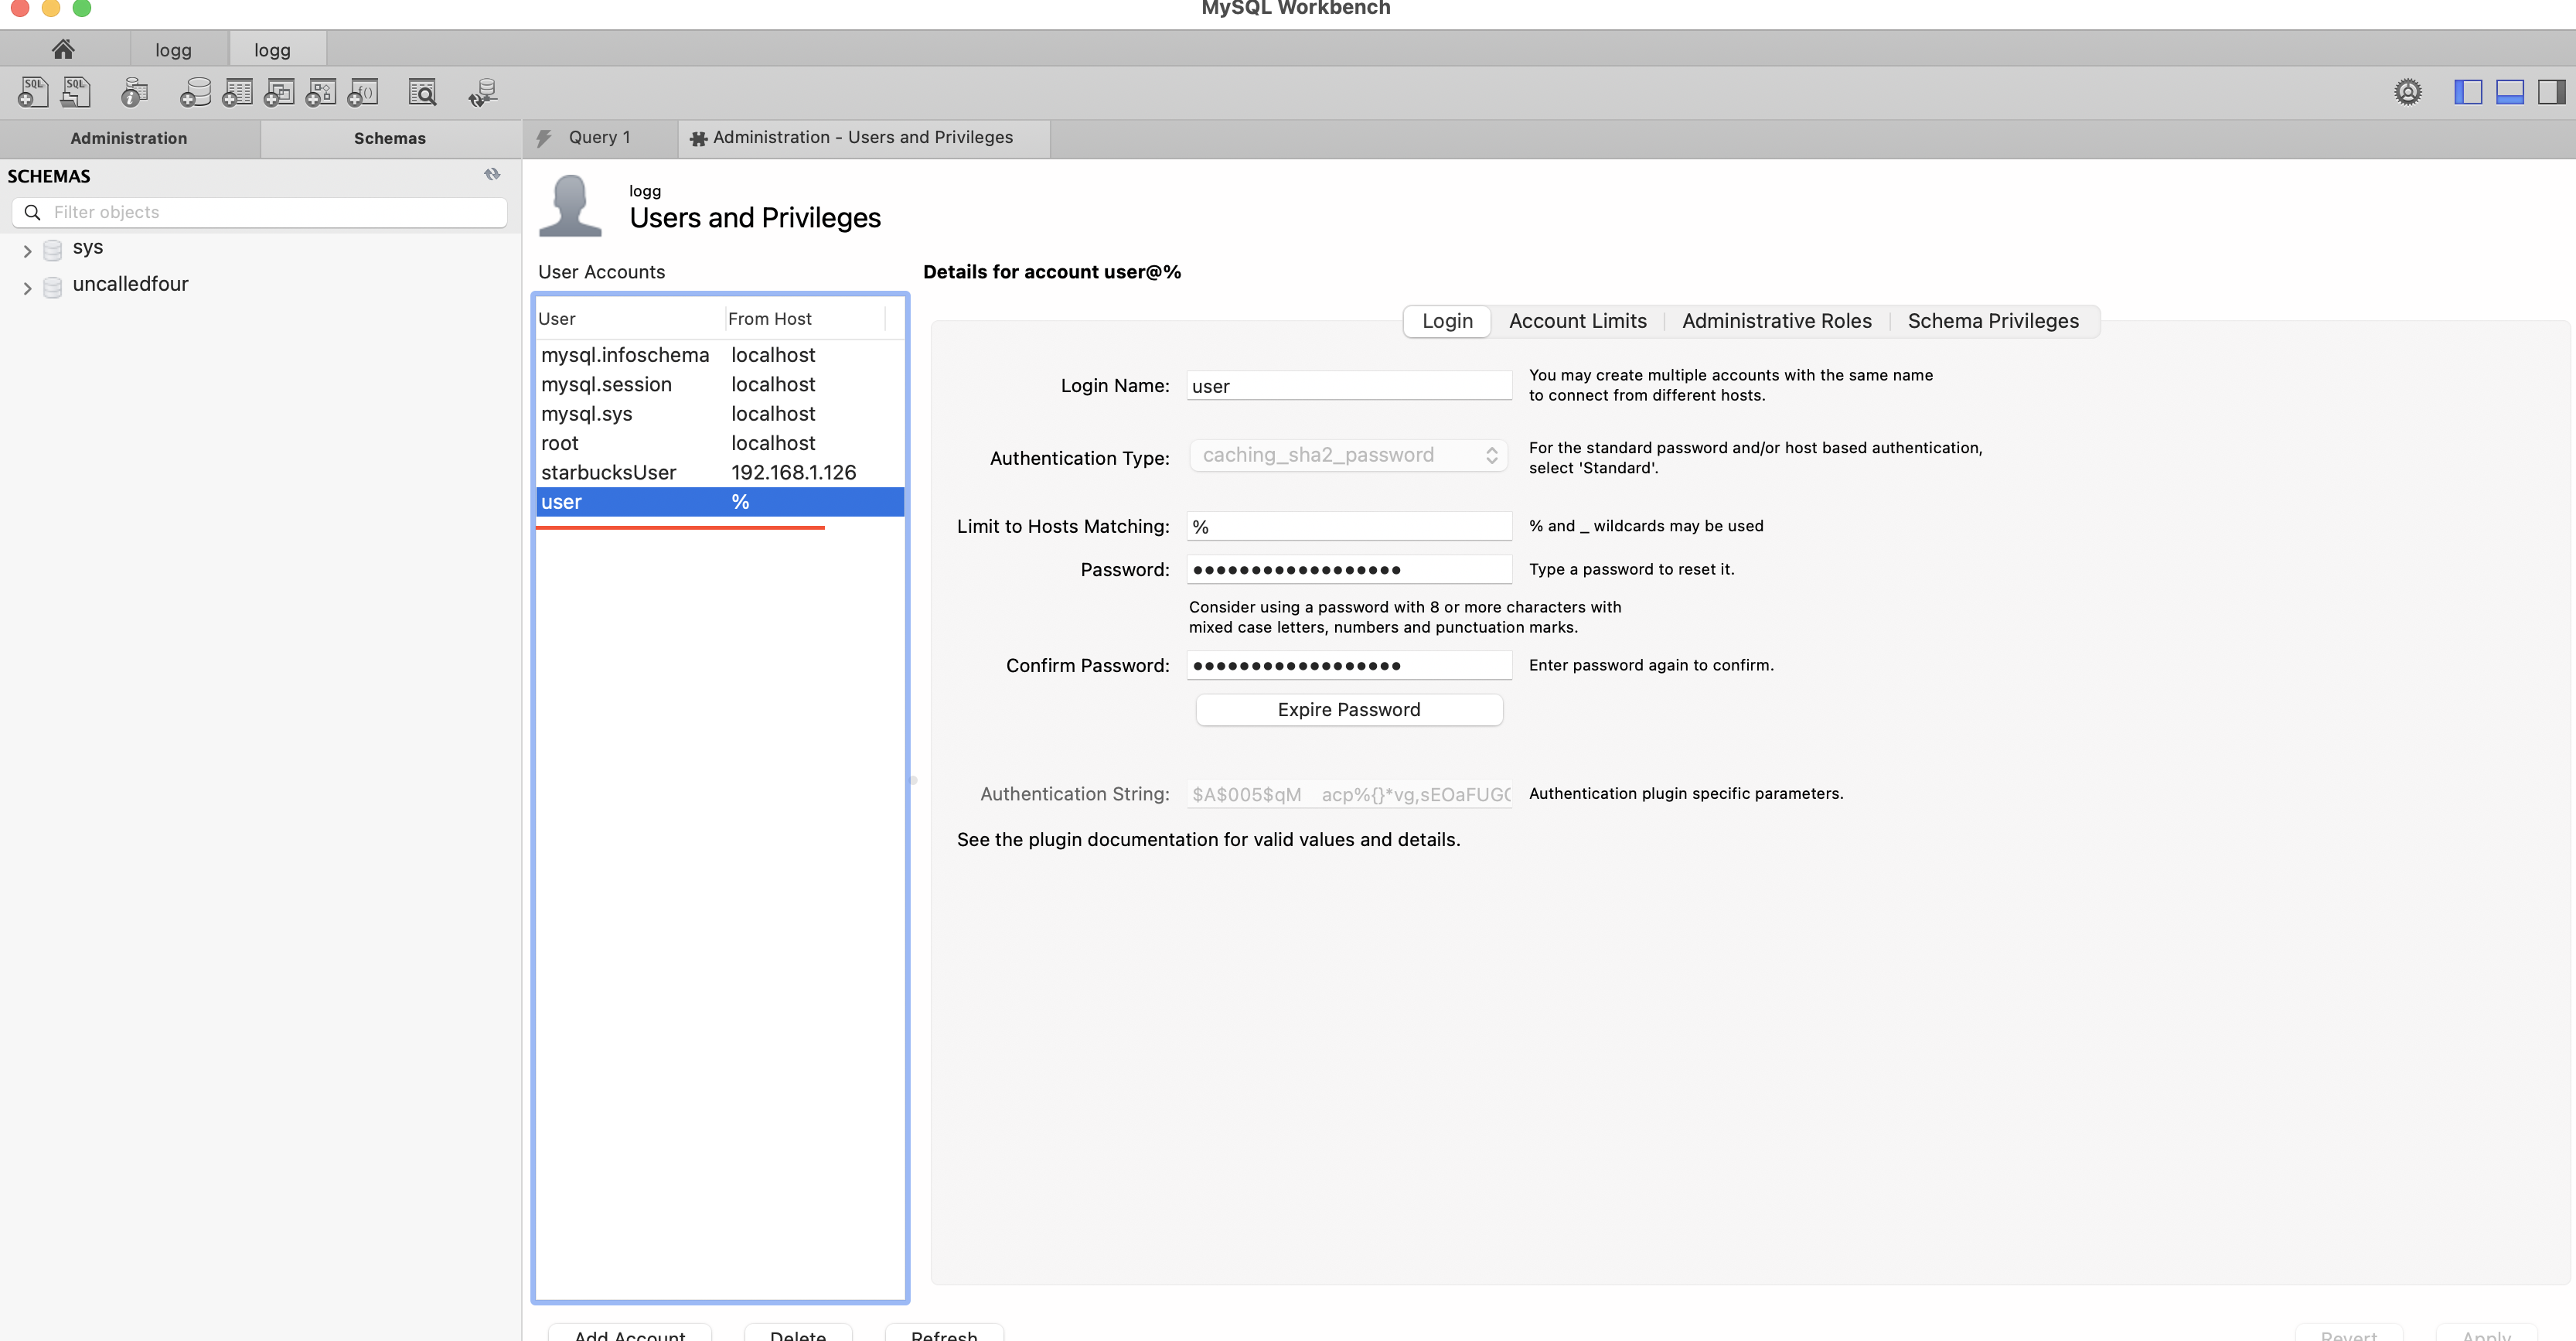 MySQL Workbench
logg
logg
Administration
Schemas
Query 1
Administration - Users and Privileges
SCHEMAS
Filter objects
sys
uncalledfour
logg
Users and Privileges
User Accounts
User From Host
mysql.infoschema localhost
mysql.session localhost
mysql.sys localhost
root localhost
starbucksUser 192.168.1.126
user %
Details for account user@%
Login Account Limits Administrative Roles Schema Privileges
Login Name: user
You may create multiple accounts with the same name
to connect from different hosts.
Authentication Type: caching_sha2_password
For the standard password and/or host based authentication,
select 'Standard'.
Limit to Hosts Matching: %
% and _ wildcards may be used
Password: ••••••••••••••••••
Type a password to reset it.
Consider using a password with 8 or more characters with
mixed case letters, numbers and punctuation marks.
Confirm Password: ••••••••••••••••••
Enter password again to confirm.
Expire Password
Authentication String: $A$005$qM acp%{}*vg,sEOaFUG
Authentication plugin specific parameters.
See the plugin documentation for valid values and details.
Add Account Delete Refresh
Revert Apply